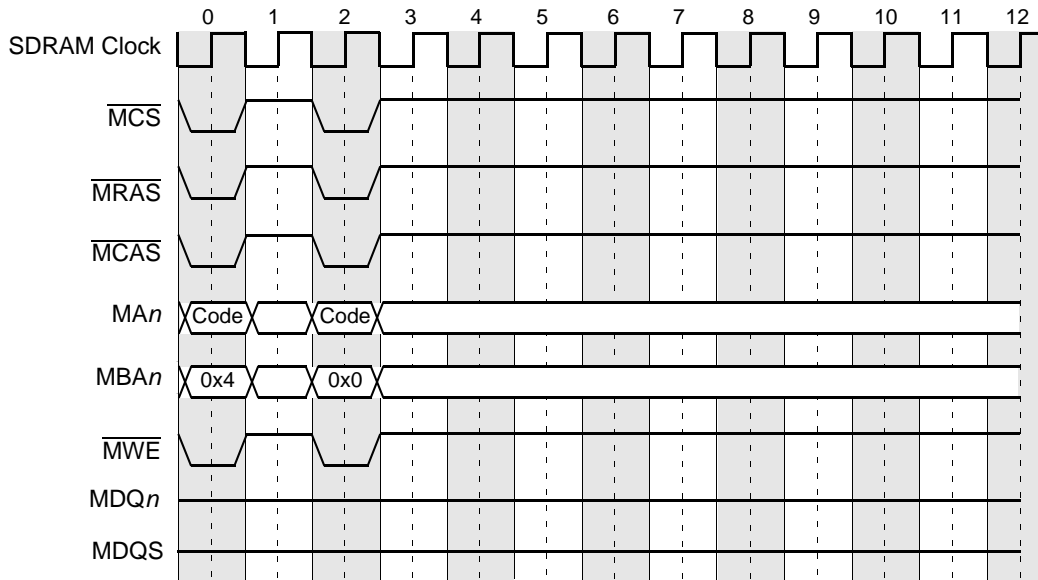 0 1 2 3 4 5 6 7 8 9 10 11 12
SDRAM Clock
MCS
MRAS
MCAS
MAn Code Code
MBAn 0x4 0x0
MWE
MDQn
MDQS